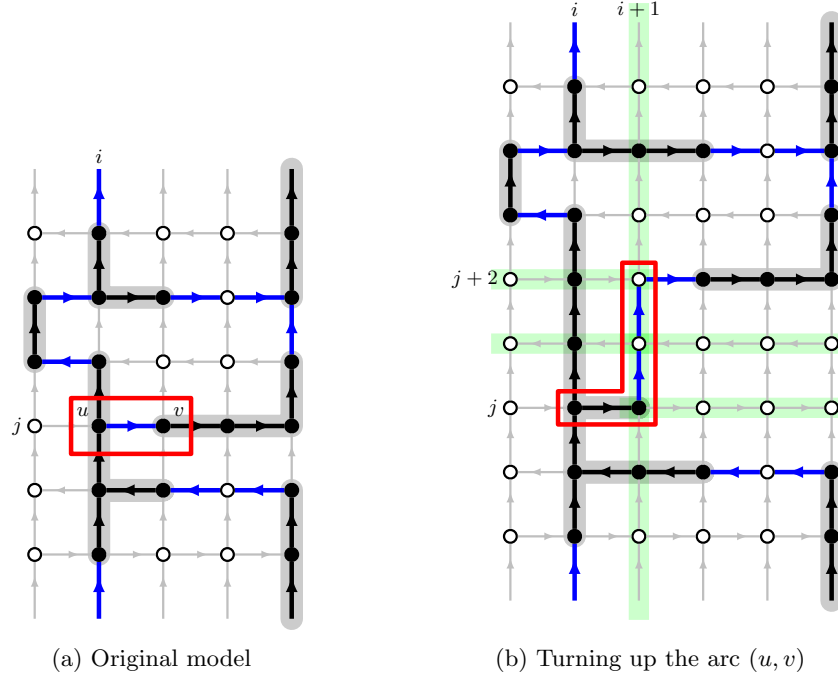 i
u
v
j
(a) Original model
i
i + 1
j + 2
j
(b) Turning up the arc (u, v)